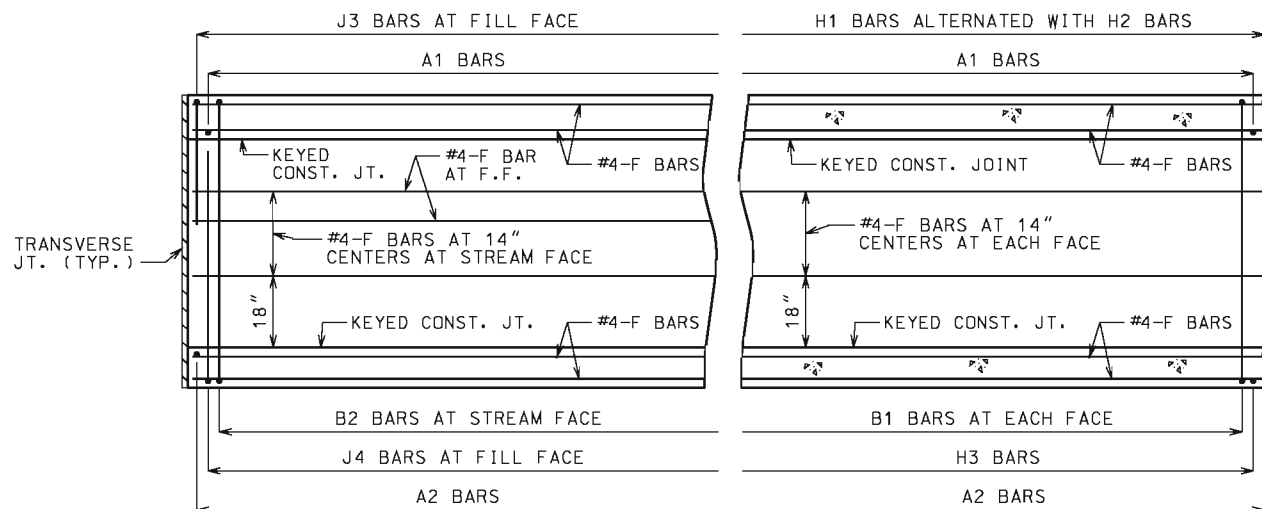 J3 BARS AT FILL FACE
H1 BARS ALTERNATED WITH H2 BARS
A1 BARS
A1 BARS
KEYED
CONST. JT.
#4-F BAR
AT F.F.
#4-F BARS
KEYED CONST. JOINT
#4-F BARS
TRANSVERSE
JT. (TYP.)
#4-F BARS AT 14"
CENTERS AT STREAM FACE
#4-F BARS AT 14"
CENTERS AT EACH FACE
18"
KEYED CONST. JT.
#4-F BARS
18"
KEYED CONST. JT.
#4-F BARS
B2 BARS AT STREAM FACE
B1 BARS AT EACH FACE
J4 BARS AT FILL FACE
H3 BARS
A2 BARS
A2 BARS